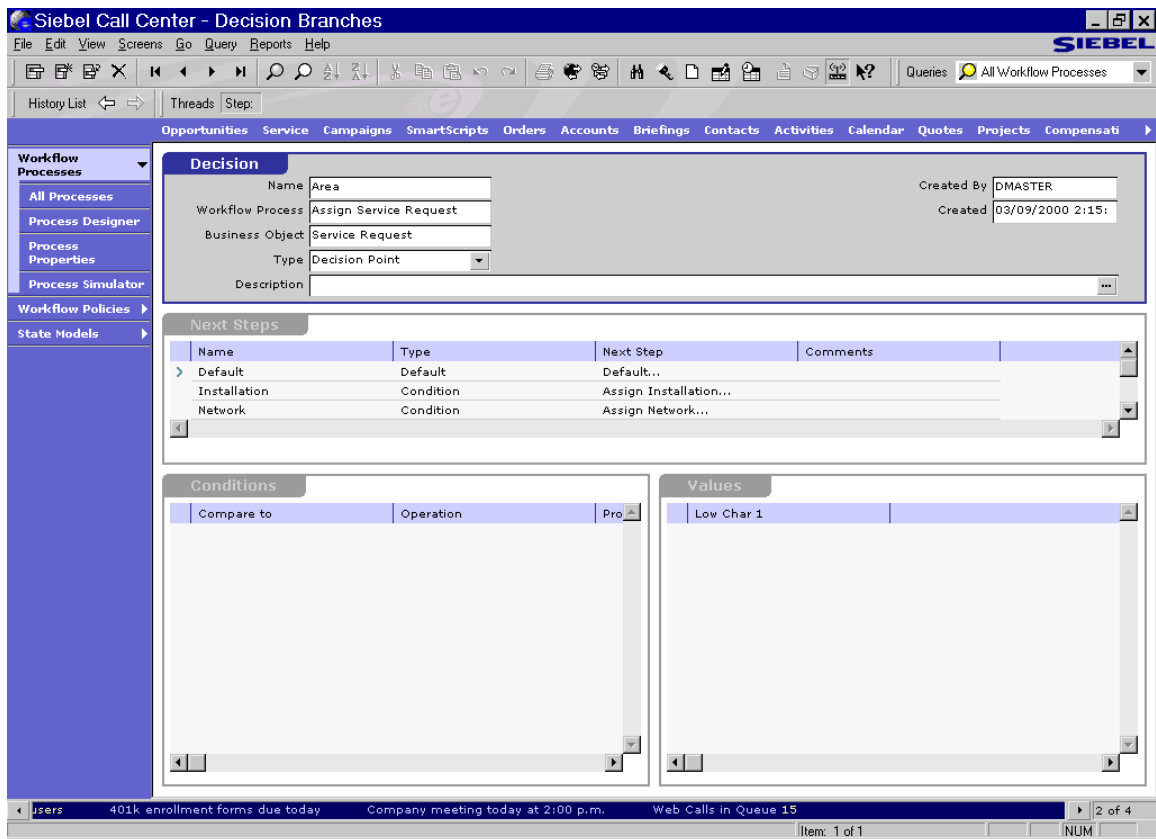 Siebel Call Center - Decision Branches
File Edit View Screens Go Query Reports Help
SIEBEL
Queries All Workflow Processes
History List Threads Step:
Opportunities Service Campaigns SmartScripts Orders Accounts Briefings Contacts Activities Calendar Quotes Projects Compensati
Workflow Processes
All Processes
Process Designer
Process Properties
Process Simulator
Workflow Policies
State Models
Decision
Name Area Created By DMASTER
Workflow Process Assign Service Request Created 03/09/2000 2:15:
Business Object Service Request
Type Decision Point
Description
Next Steps
Name Type Next Step Comments
Default Default Default...
Installation Condition Assign Installation...
Network Condition Assign Network...
Conditions
Compare to Operation Pro
Values
Low Char 1
users 401k enrollment forms due today Company meeting today at 2:00 p.m. Web Calls in Queue 15 2 of 4
Item: 1 of 1 NUM